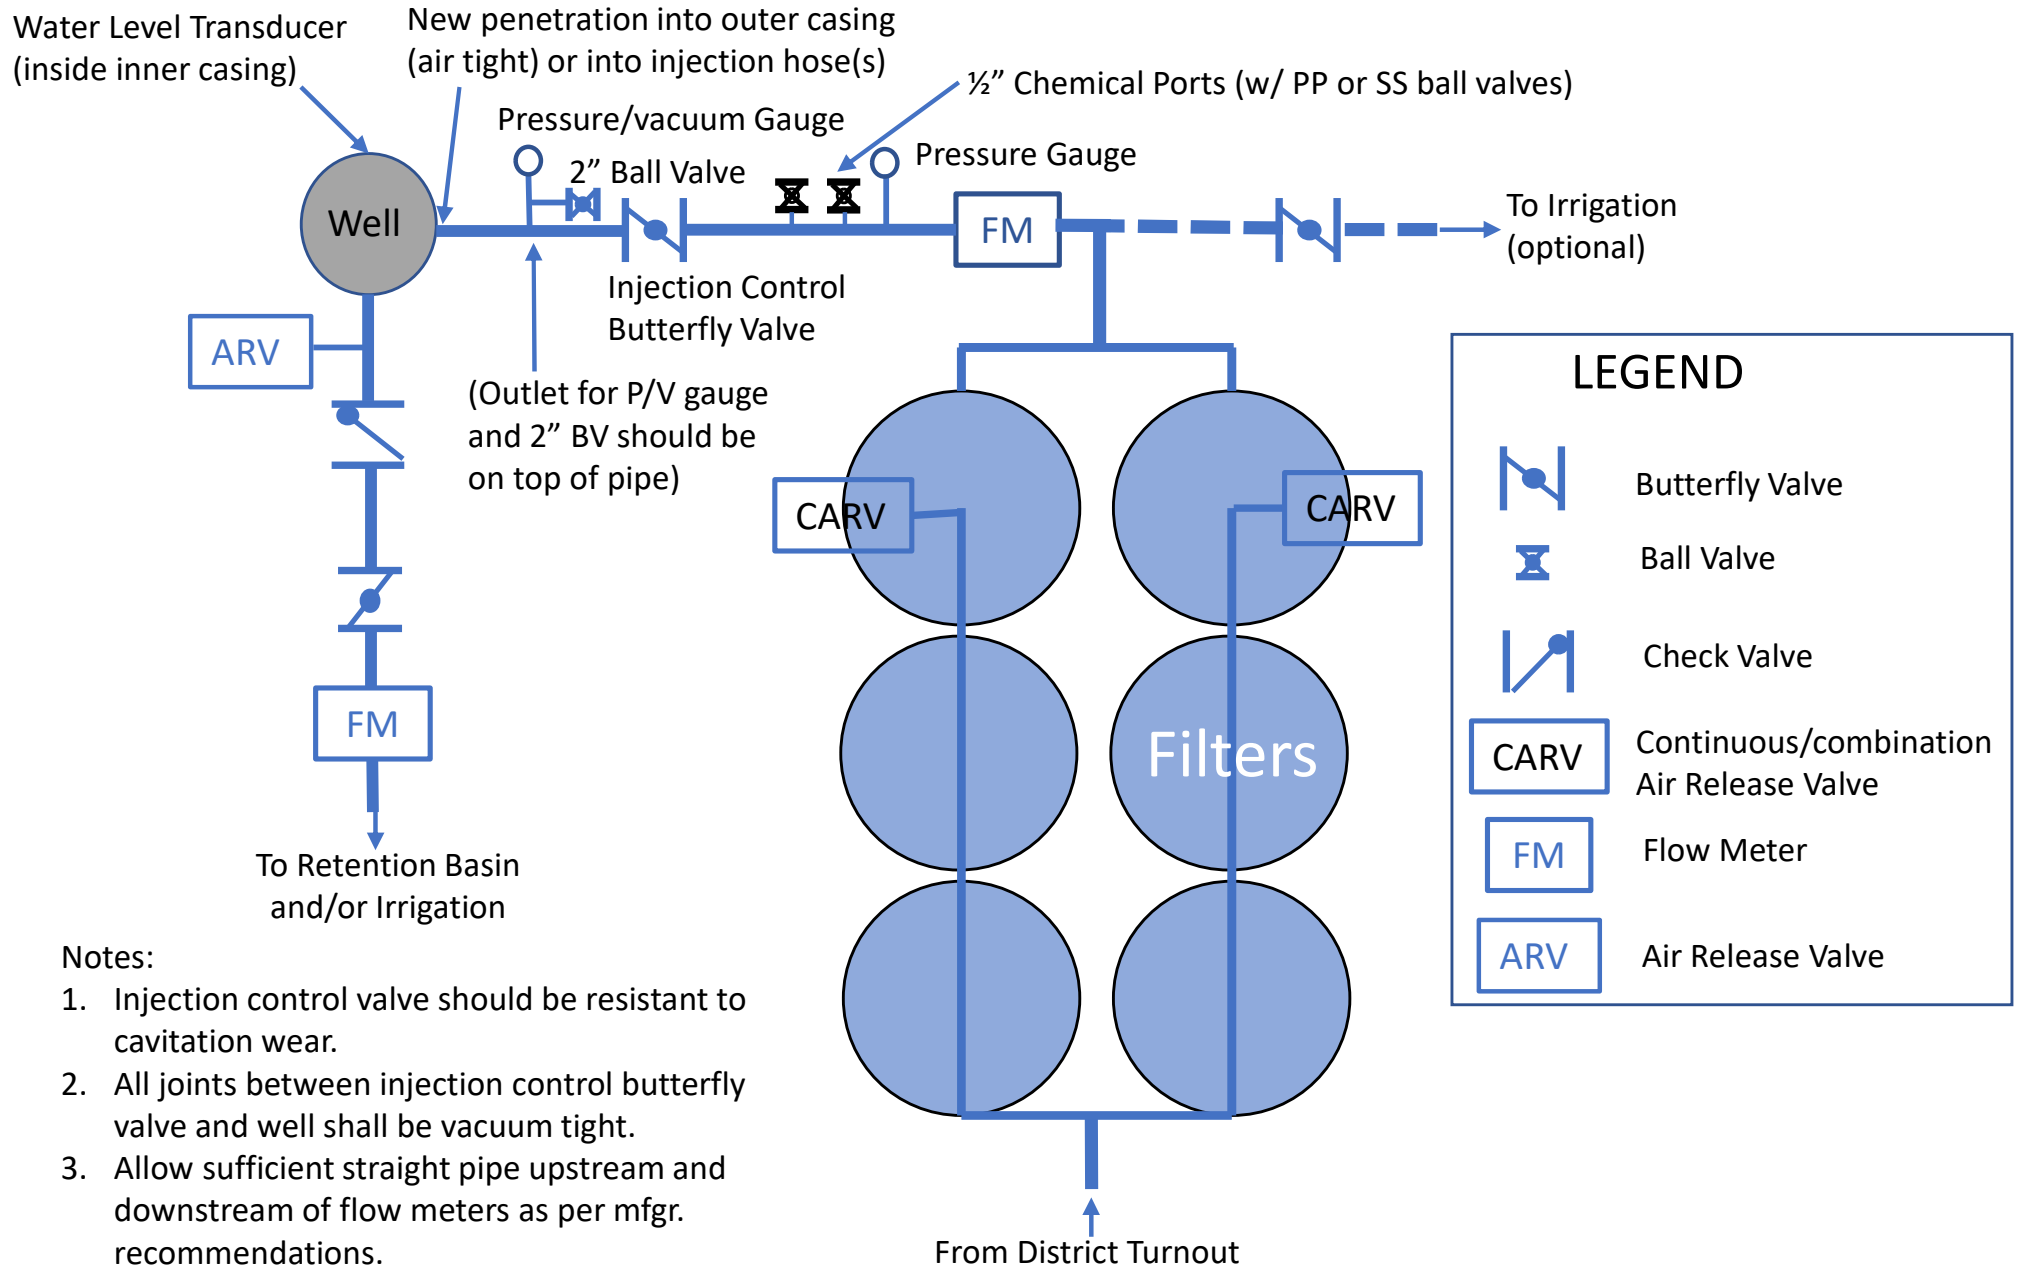 Water Level Transducer
(inside inner casing)
New penetration into outer casing
(air tight) or into injection hose(s)
½” Chemical Ports (w/ PP or SS ball valves)
Pressure/vacuum Gauge
2” Ball Valve
Pressure Gauge
Well
FM
To Irrigation
(optional)
Injection Control
Butterfly Valve
ARV
(Outlet for P/V gauge
and 2” BV should be
on top of pipe)
CARV
CARV
FM
Filters
To Retention Basin
and/or Irrigation
LEGEND
Butterfly Valve
Ball Valve
Check Valve
CARV
Continuous/combination
Air Release Valve
FM
Flow Meter
ARV
Air Release Valve
Notes:
1. Injection control valve should be resistant to
cavitation wear.
2. All joints between injection control butterfly
valve and well shall be vacuum tight.
3. Allow sufficient straight pipe upstream and
downstream of flow meters as per mfgr.
recommendations.
From District Turnout